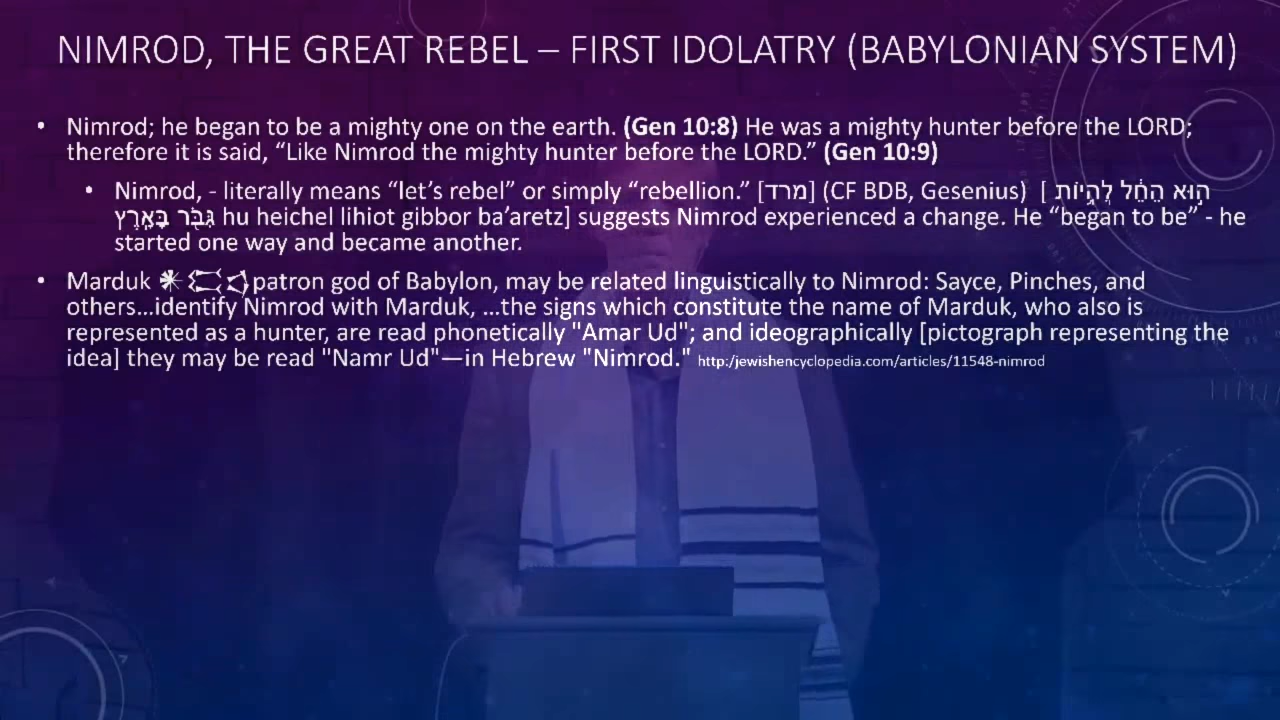 NIMROD, THE GREAT REBEL – FIRST IDOLATRY (BABYLONIAN SYSTEM)
• Nimrod; he began to be a mighty one on the earth. (Gen 10:8) He was a mighty hunter before the LORD;
therefore it is said, “Like Nimrod the mighty hunter before the LORD.” (Gen 10:9)
• Nimrod, - literally means “let’s rebel” or simply “rebellion.” [מרד] (CF BDB, Gesenius) [ ה֣וּא הֵחֵ֔ל לִֽהְי֥וֹת
גִּבֹּ֖ר בָּאָֽרֶץ hu heichel lihiot gibbor ba’aretz] suggests Nimrod experienced a change. He “began to be” - he
started one way and became another.
• Marduk 𒀭𒀫𒌓 patron god of Babylon, may be related linguistically to Nimrod: Sayce, Pinches, and
others…identify Nimrod with Marduk, …the signs which constitute the name of Marduk, who also is
represented as a hunter, are read phonetically "Amar Ud"; and ideographically [pictograph representing the
idea] they may be read "Namr Ud"—in Hebrew "Nimrod." http:/jewishencyclopedia.com/articles/11548-nimrod